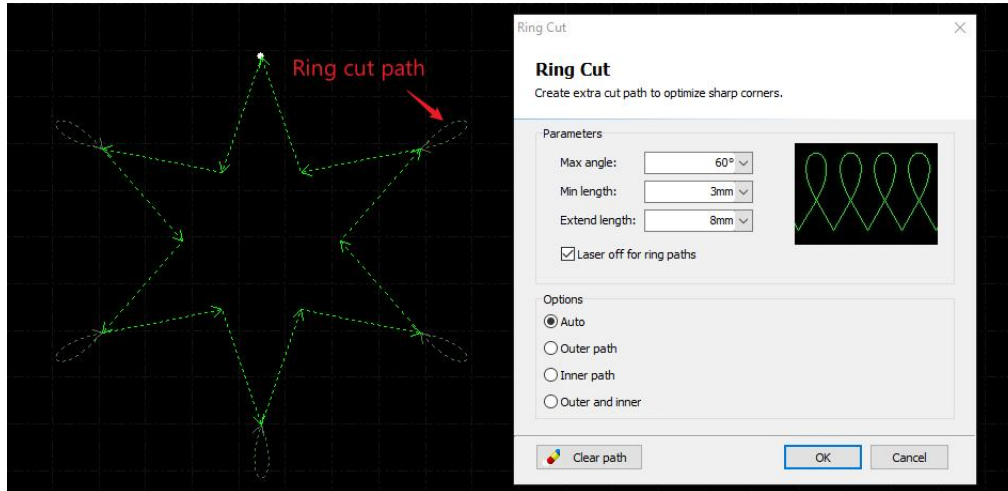 Ring cut path
Ring Cut
Ring Cut
Create extra cut path to optimize sharp corners.
Parameters
Max angle: 60°
Min length: 3mm
Extend length: 8mm
Laser off for ring paths
Options
Auto
Outer path
Inner path
Outer and inner
Clear path OK Cancel